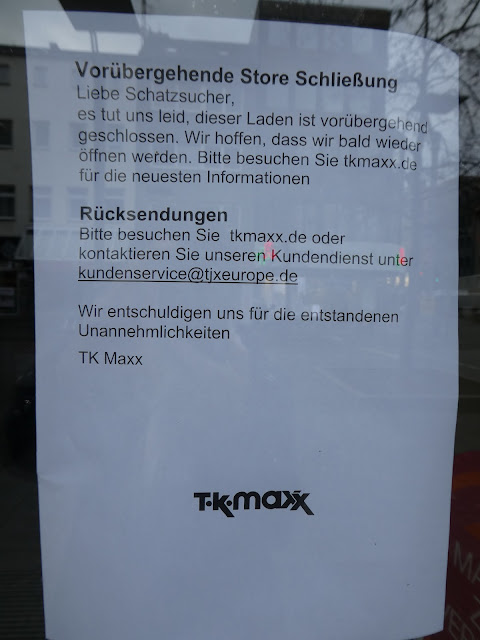 Vorübergehende Store Schließung
Liebe Schatzsucher,
es tut uns leid, dieser Laden ist vorübergehend
geschlossen. Wir hoffen, dass wir bald wieder
öffnen werden. Bitte besuchen Sie tkmaxx.de
für die neuesten Informationen
Rücksendungen
Bitte besuchen Sie tkmaxx.de oder
kontaktieren Sie unseren Kundendienst unter
kundenservice@tjxeurope.de
Wir entschuldigen uns für die entstandenen
Unannehmlichkeiten
TK Maxx
T·K·maxx